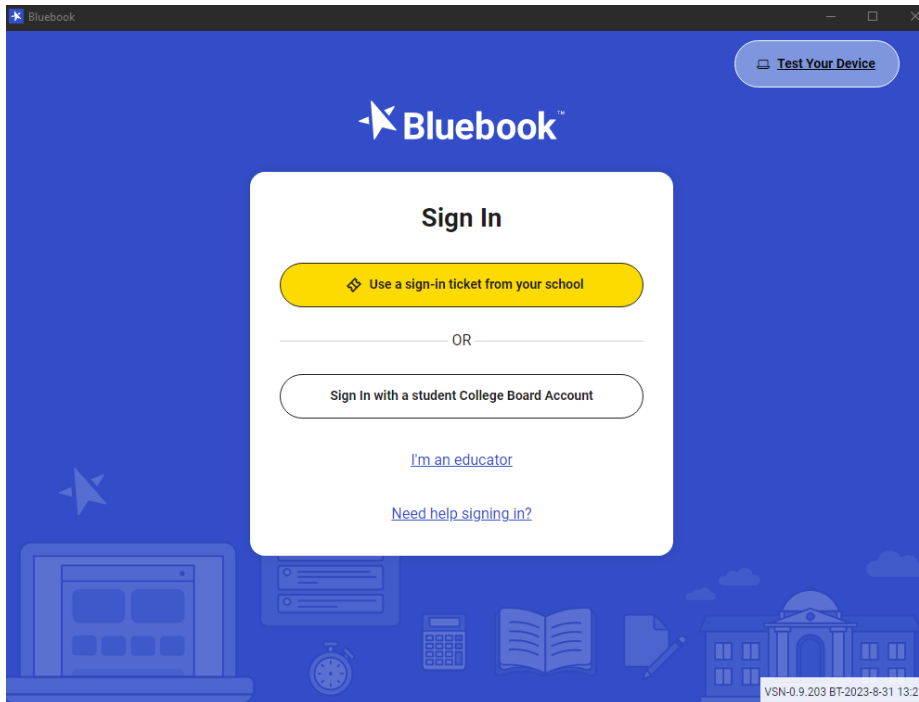 Bluebook
Test Your Device
Bluebook™
Sign In
Use a sign-in ticket from your school
OR
Sign In with a student College Board Account
I'm an educator
Need help signing in?
VSN-0.9.203 BT-2023-8-31 13:2